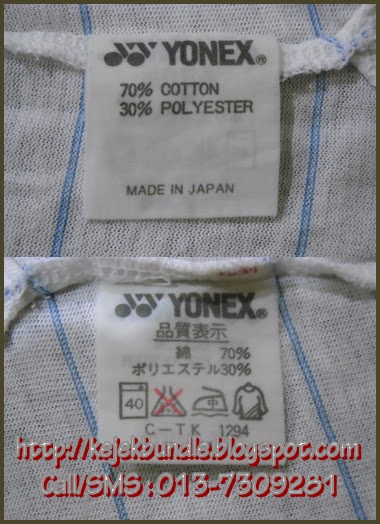 YONEX®
70% COTTON
30% POLYESTER
MADE IN JAPAN
YONEX®
品質表示
綿 70%
ポリエステル30%
40 中
C-TK 1294
http://kajekbundle.blogspot.com
Call/SMS : 013-7309281